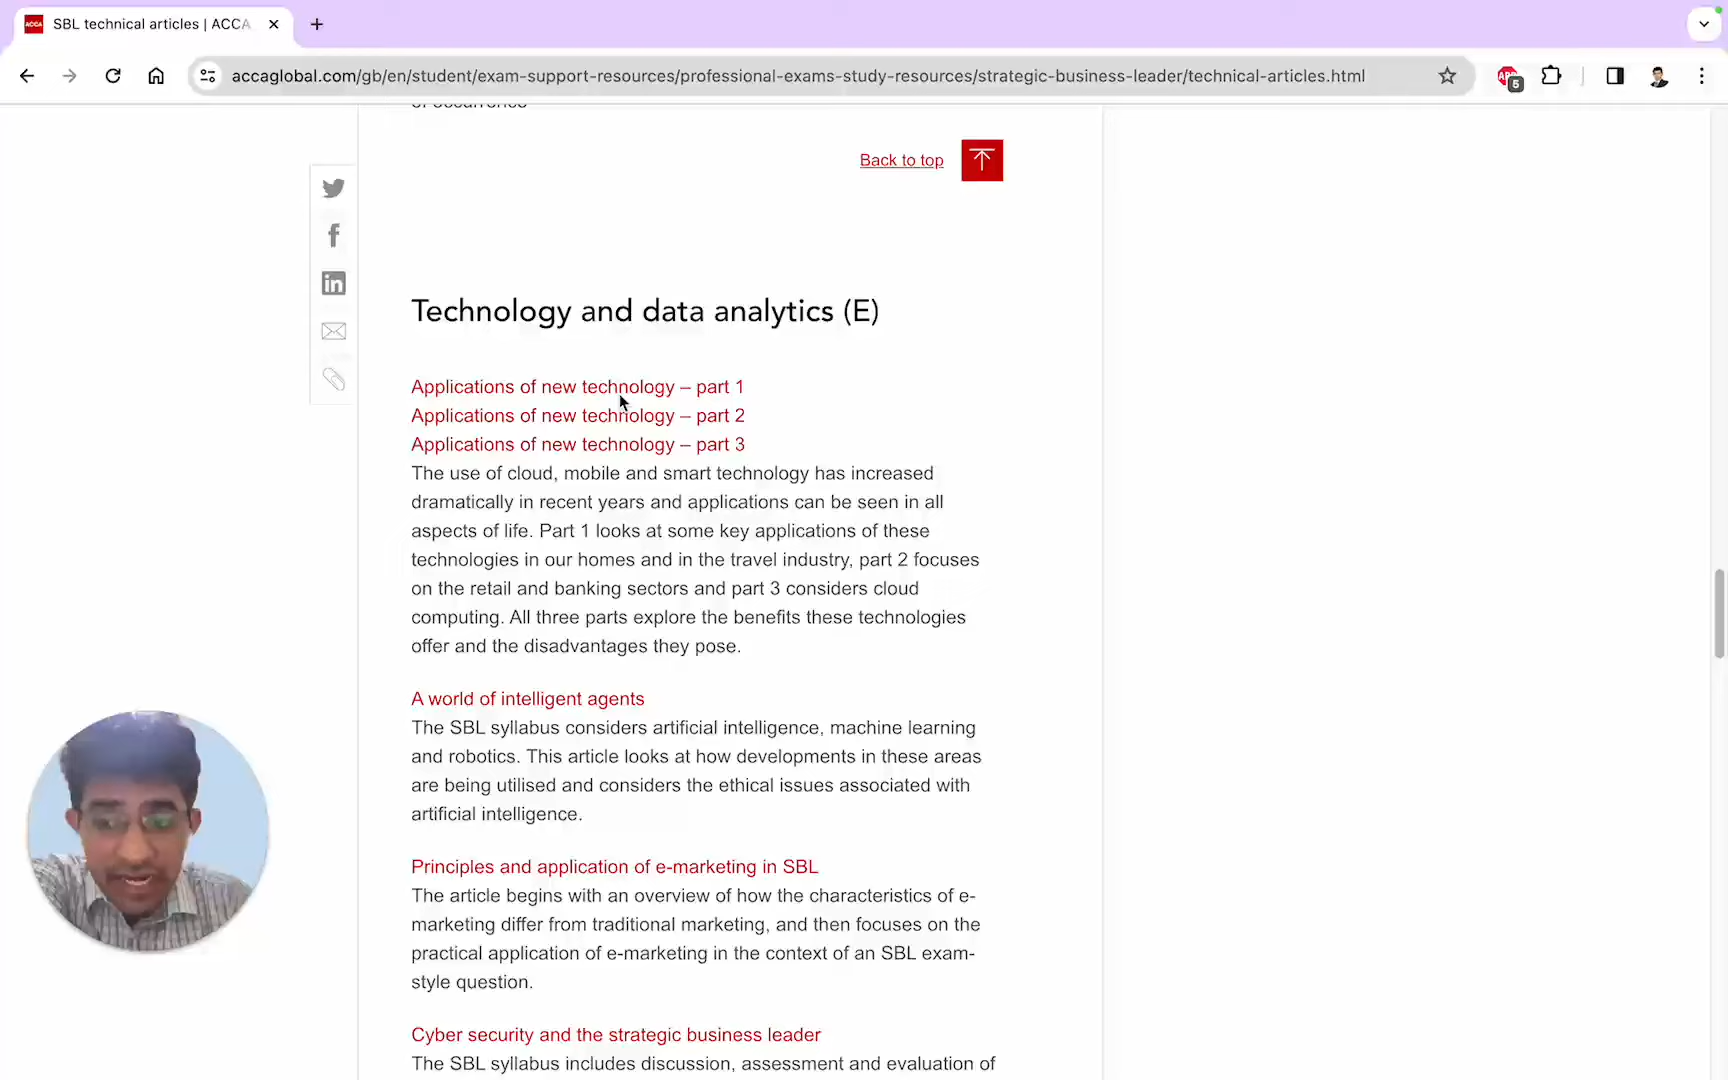 ACCA
SBL technical articles | ACCA
accaglobal.com/gb/en/student/exam-support-resources/professional-exams-study-resources/strategic-business-leader/technical-articles.html
ABP
5
of occurrence
Back to top
Technology and data analytics (E)
Applications of new technology – part 1
Applications of new technology – part 2
Applications of new technology – part 3
The use of cloud, mobile and smart technology has increased
dramatically in recent years and applications can be seen in all
aspects of life. Part 1 looks at some key applications of these
technologies in our homes and in the travel industry, part 2 focuses
on the retail and banking sectors and part 3 considers cloud
computing. All three parts explore the benefits these technologies
offer and the disadvantages they pose.
A world of intelligent agents
The SBL syllabus considers artificial intelligence, machine learning
and robotics. This article looks at how developments in these areas
are being utilised and considers the ethical issues associated with
artificial intelligence.
Principles and application of e-marketing in SBL
The article begins with an overview of how the characteristics of e-
marketing differ from traditional marketing, and then focuses on the
practical application of e-marketing in the context of an SBL exam-
style question.
Cyber security and the strategic business leader
The SBL syllabus includes discussion, assessment and evaluation of